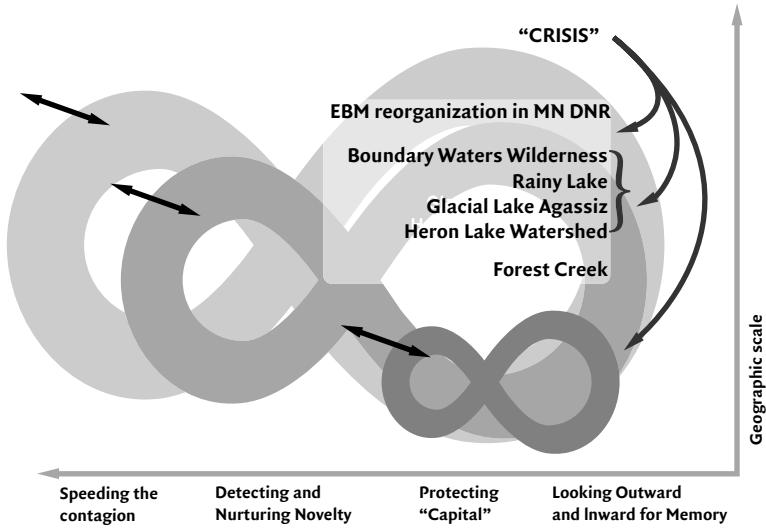 “CRISIS”
EBM reorganization in MN DNR
Boundary Waters Wilderness
Rainy Lake
Glacial Lake Agassiz
Heron Lake Watershed
Forest Creek
Geographic scale
Speeding the
contagion
Detecting and
Nurturing Novelty
Protecting
“Capital”
Looking Outward
and Inward for Memory